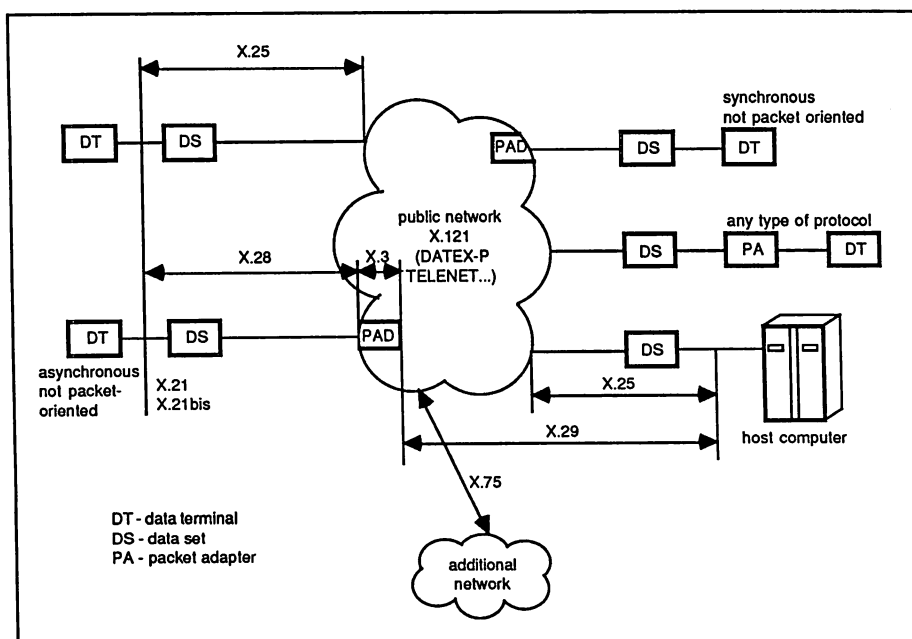 X.25
synchronous
not packet oriented
DT
DS
PAD
DS
DT
public network
X.121
(DATEX-P
TELENET...)
any type of protocol
DS
PA
DT
X.28
X.3
DT
DS
PAD
DS
asynchronous
not packet-
oriented
X.21
X.21bis
X.25
X.29
host computer
X.75
DT - data terminal
DS - data set
PA - packet adapter
additional
network